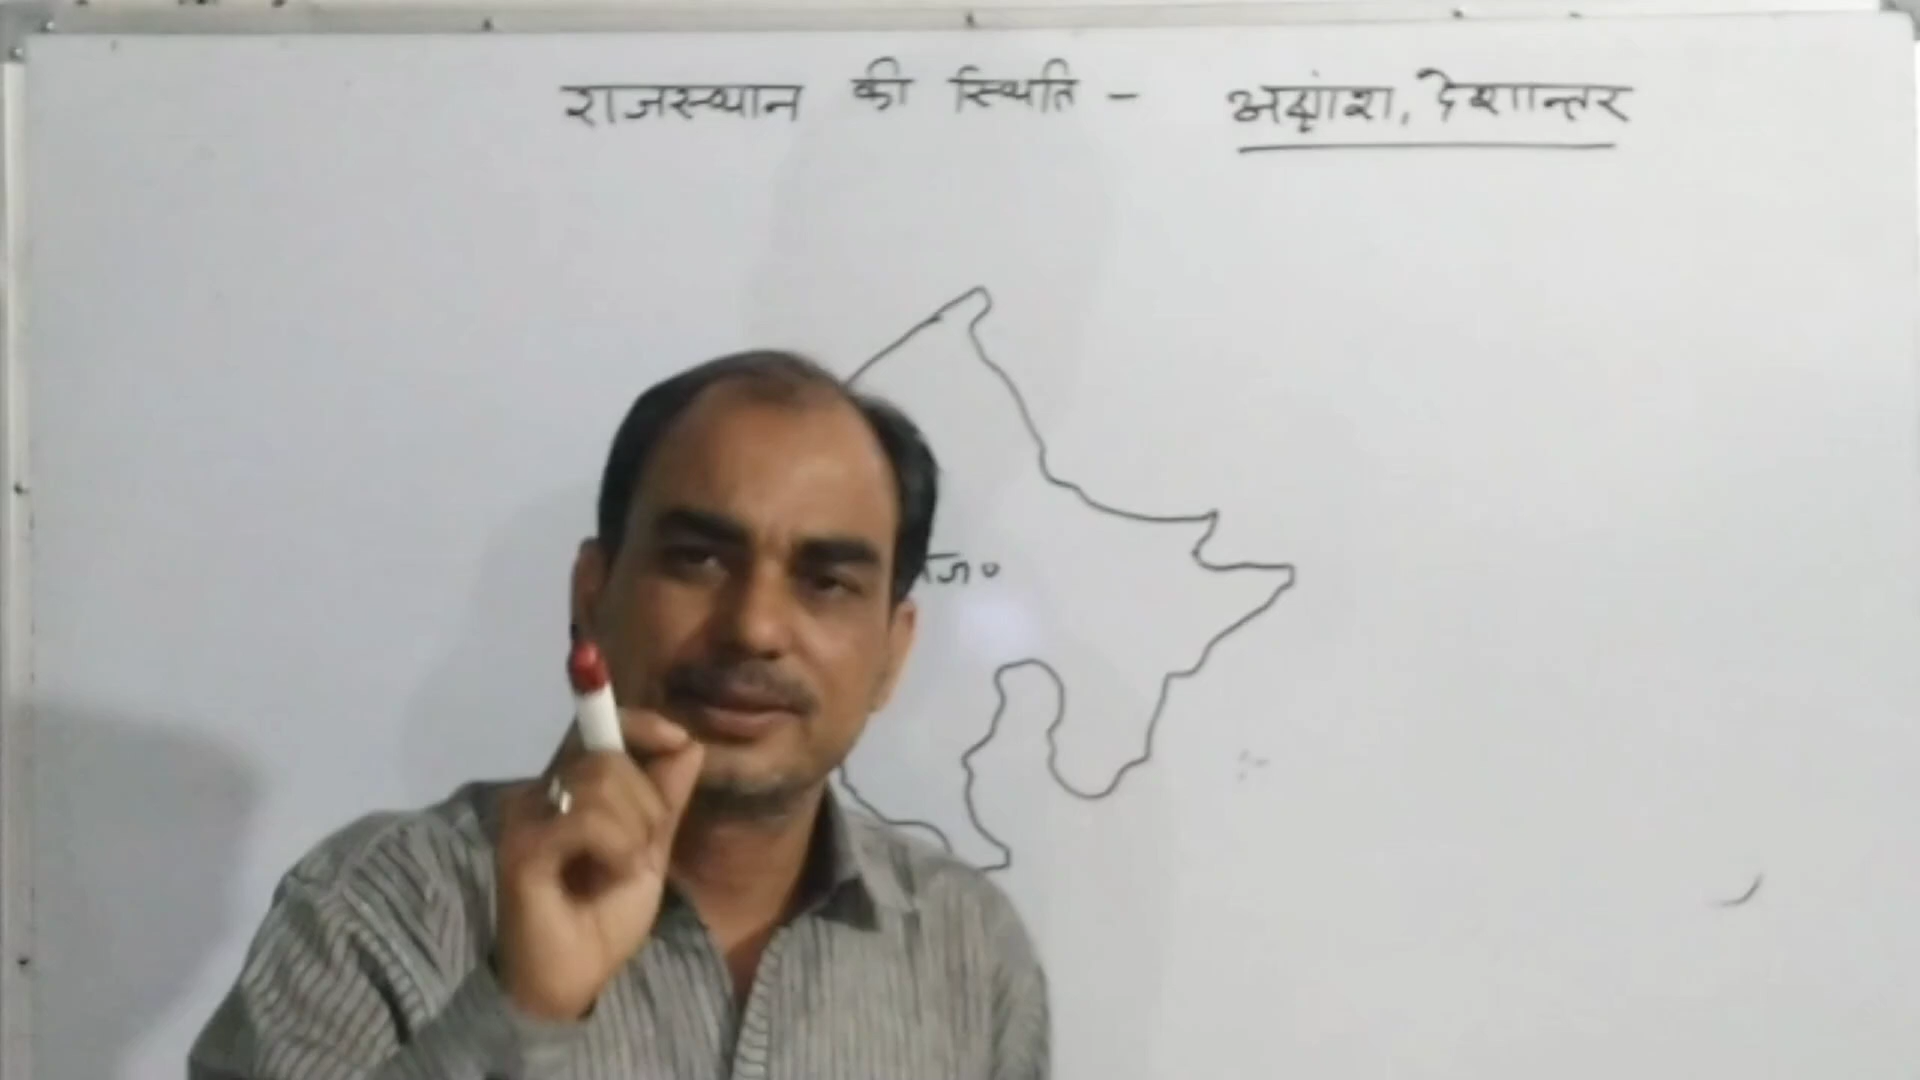 राजस्थान की स्थिति - अक्षांश, देशान्तर